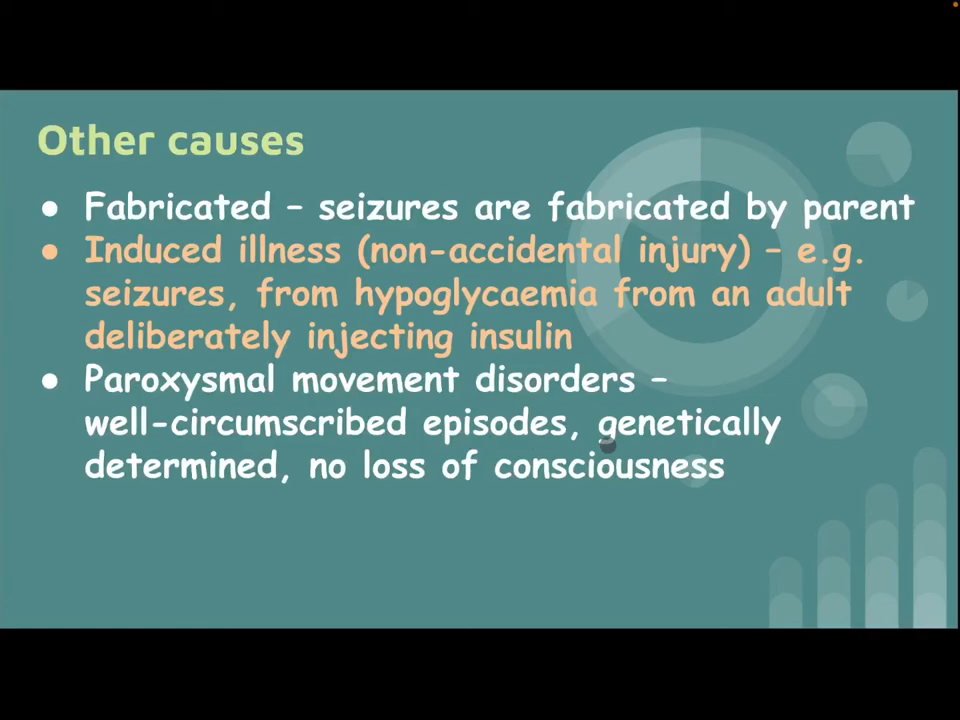 Other causes
● Fabricated – seizures are fabricated by parent
● Induced illness (non-accidental injury) – e.g.
seizures, from hypoglycaemia from an adult
deliberately injecting insulin
● Paroxysmal movement disorders –
well-circumscribed episodes, genetically
determined, no loss of consciousness